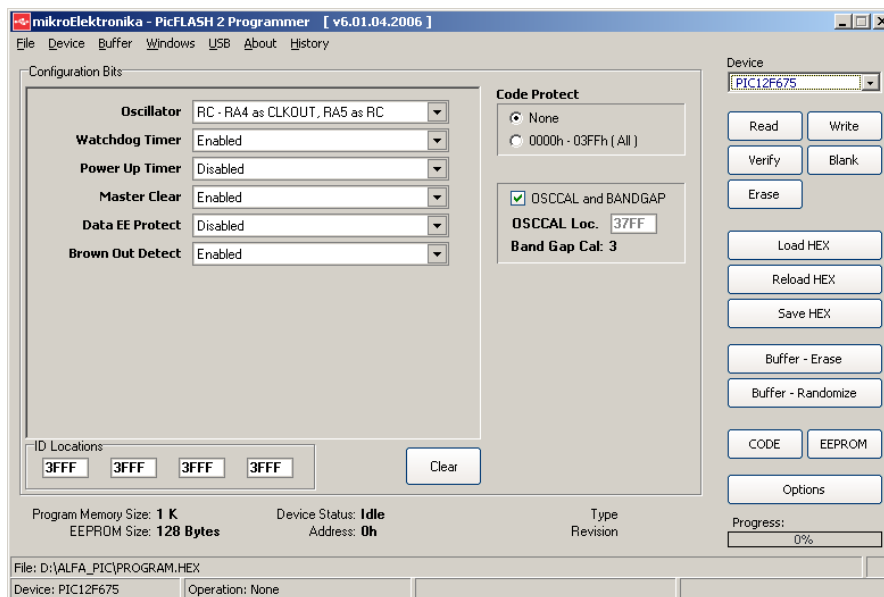 mikroElektronika - PicFLASH 2 Programmer [ v6.01.04.2006 ]
File Device Buffer Windows USB About History
Configuration Bits
Oscillator RC - RA4 as CLKOUT, RA5 as RC
Watchdog Timer Enabled
Power Up Timer Disabled
Master Clear Enabled
Data EE Protect Disabled
Brown Out Detect Enabled
Code Protect
None
0000h - 03FFh ( All )
OSCCAL and BANDGAP
OSCCAL Loc. 37FF
Band Gap Cal: 3
ID Locations
3FFF 3FFF 3FFF 3FFF
Clear
Program Memory Size: 1 K Device Status: Idle Type
EEPROM Size: 128 Bytes Address: 0h Revision
Device
PIC12F675
Read Write
Verify Blank
Erase
Load HEX
Reload HEX
Save HEX
Buffer - Erase
Buffer - Randomize
CODE EEPROM
Options
Progress:
0%
File: D:\ALFA_PIC\PROGRAM.HEX
Device: PIC12F675 Operation: None